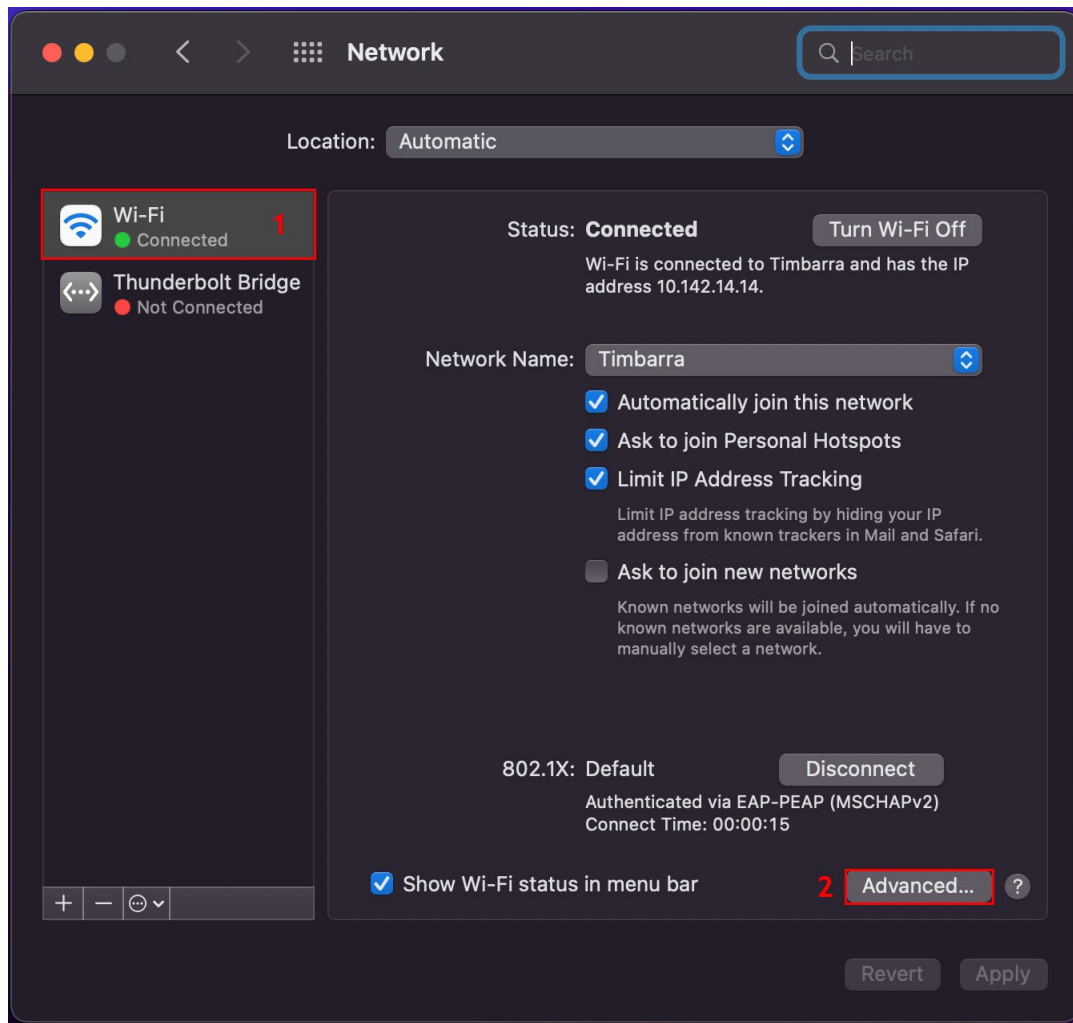 Network
Search
Location: Automatic
Wi-Fi
Connected
1
Thunderbolt Bridge
Not Connected
Status: Connected
Turn Wi-Fi Off
Wi-Fi is connected to Timbarra and has the IP
address 10.142.14.14.
Network Name: Timbarra
Automatically join this network
Ask to join Personal Hotspots
Limit IP Address Tracking
Limit IP address tracking by hiding your IP
address from known trackers in Mail and Safari.
Ask to join new networks
Known networks will be joined automatically. If no
known networks are available, you will have to
manually select a network.
802.1X: Default
Disconnect
Authenticated via EAP-PEAP (MSCHAPv2)
Connect Time: 00:00:15
Show Wi-Fi status in menu bar
2
Advanced...
?
Revert
Apply